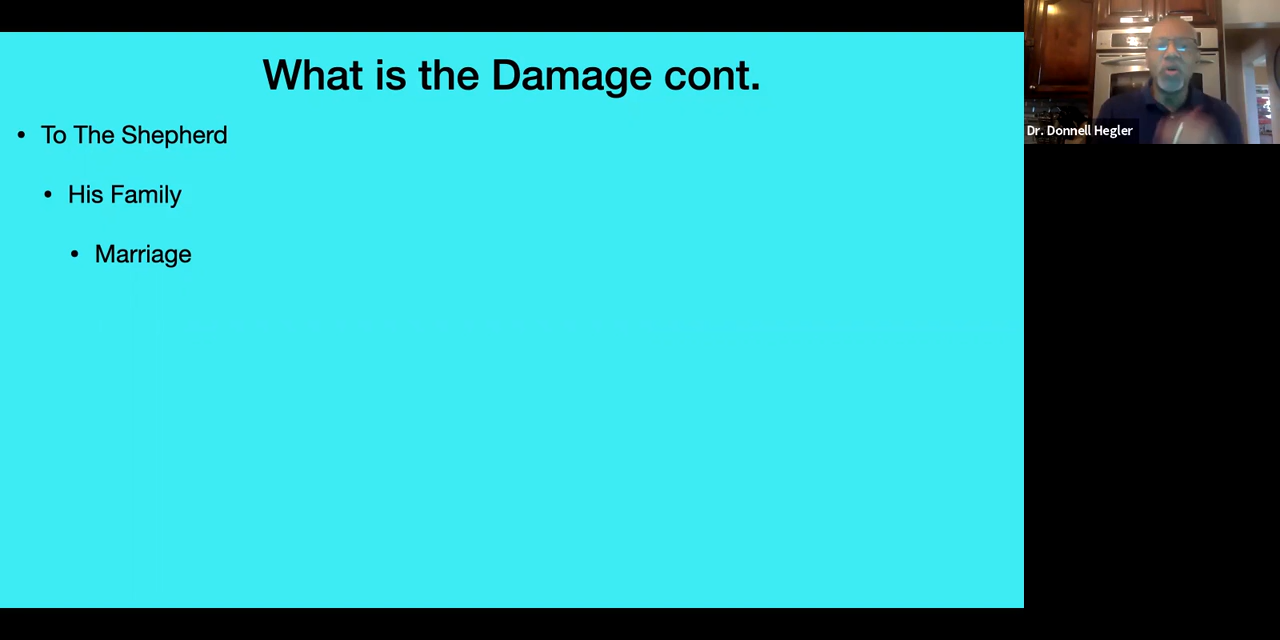 What is the Damage cont.
• To The Shepherd
• His Family
• Marriage
Dr. Donnell Hegler